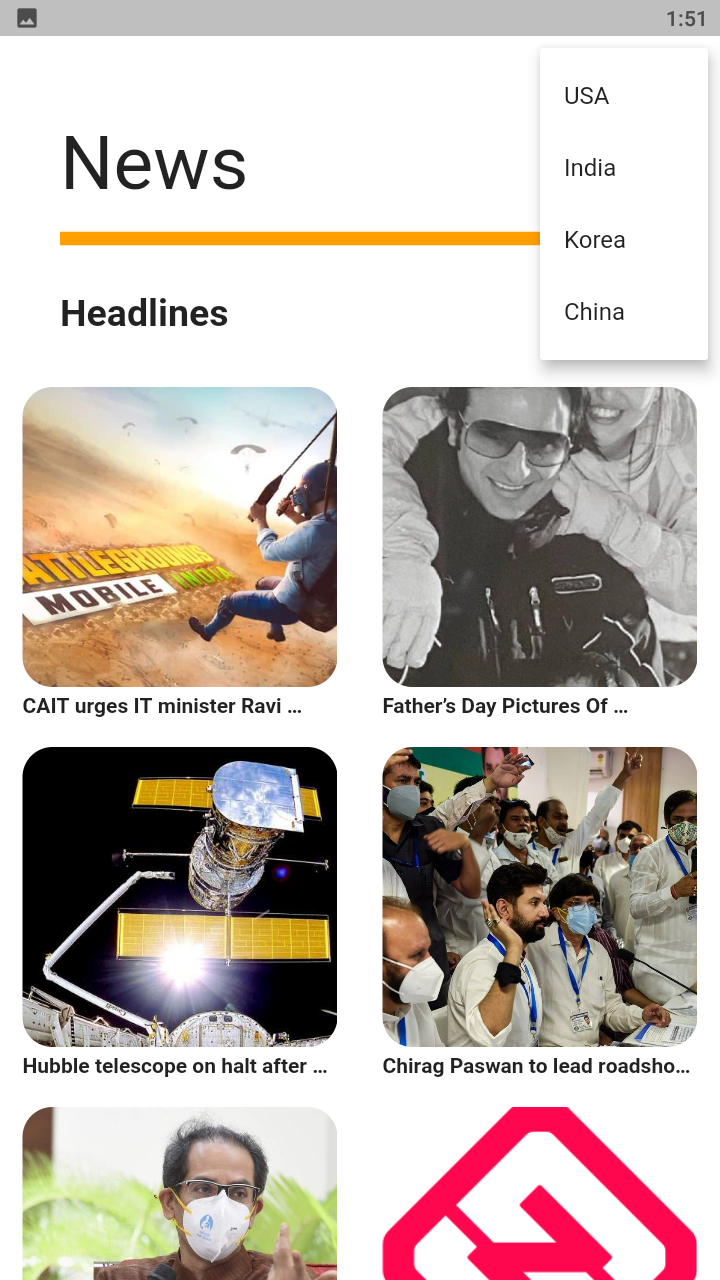 1:51
USA
News
India
Korea
Headlines
China
ATTLEGROUNDS
MOBILE INDIA
CAIT urges IT minister Ravi …
Father’s Day Pictures Of …
Hubble telescope on halt after …
Chirag Paswan to lead roadsho…